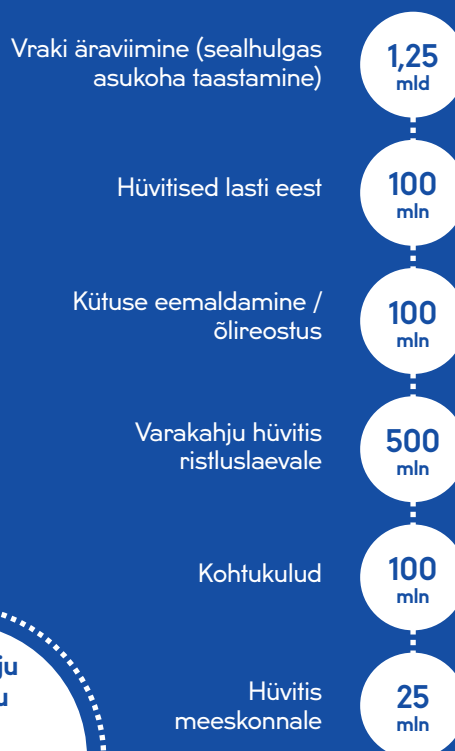 Vraki äraviimine (sealhulgas
asukoha taastamine)
1,25
mld
Hüvitised lasti eest
100
mln
Kütuse eemaldamine /
õlireostus
100
mln
Varakahju hüvitis
ristluslaevale
500
mln
Kohtukulud
100
mln
Hüvitis
meeskonnale
25
mln